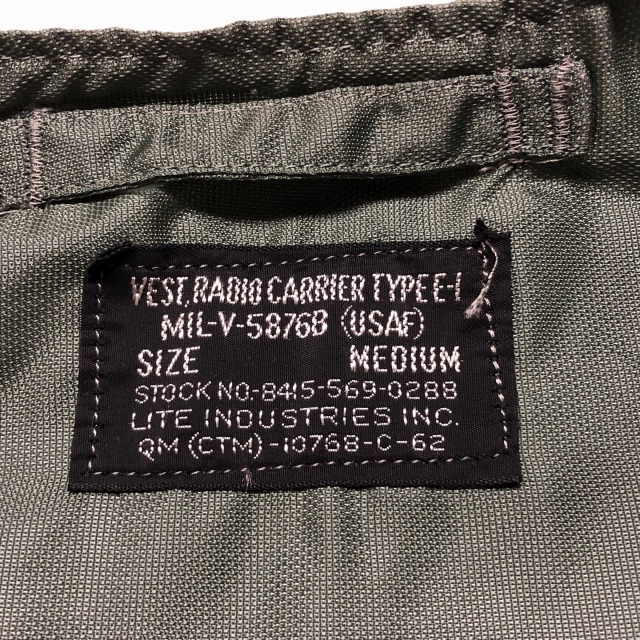 VEST, RADIO CARRIER TYPE E-1
MIL-V-5876B (USAF)
SIZE MEDIUM
STOCK NO.-8415-569-0288
LITE INDUSTRIES INC.
QM (CTM)-10768-C-62